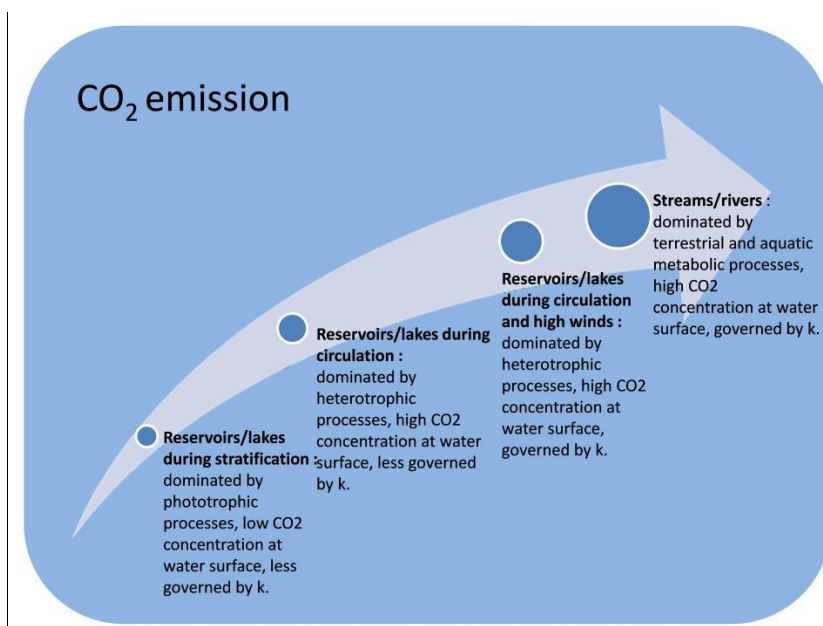 CO₂ emission
Streams/rivers :
dominated by
terrestrial and aquatic
metabolic processes,
high CO2
concentration at water
surface, governed by k.
Reservoirs/lakes
during circulation
and high winds :
dominated by
heterotrophic
processes, high CO2
concentration at
water surface,
governed by k.
Reservoirs/lakes during
circulation :
dominated by
heterotrophic
processes, high CO2
concentration at water
surface, less governed
by k.
Reservoirs/lakes
during stratification :
dominated by
phototrophic
processes, low CO2
concentration at
water surface, less
governed by k.